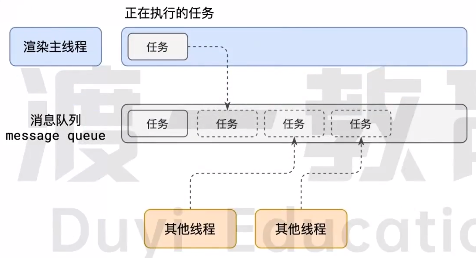 正在执行的任务
渲染主线程
任务
消息队列
message queue
任务 任务 任务 任务
其他线程 其他线程
渡一教育
Duyi Educatio